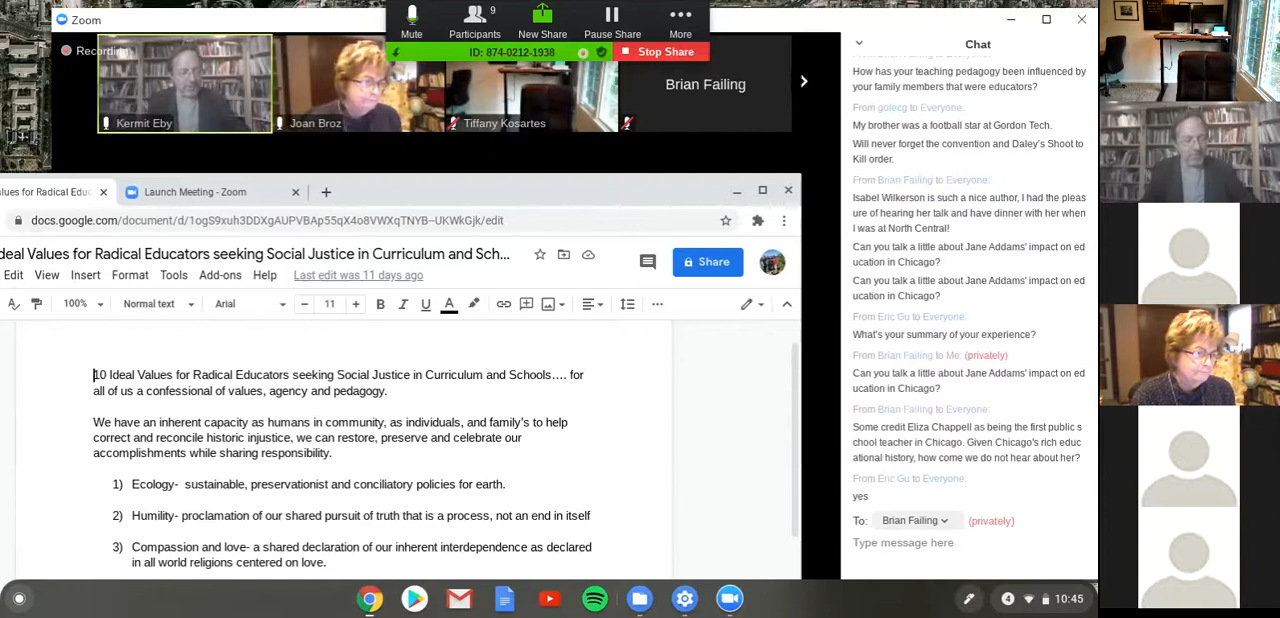 Zoom
Mute
Participants
9
New Share
Pause Share
More
ID: 874-0212-1938
Stop Share
Recording
Kermit Eby
Joan Broz
Tiffany Kosartes
Brian Failing
alues for Radical Educ
Launch Meeting - Zoom
docs.google.com/document/d/1ogS9xuh3DDXgAUPVBAp55qX4o8VWXqTNYB--UKWkGjk/edit
deal Values for Radical Educators seeking Social Justice in Curriculum and Sch...
Share
Edit View Insert Format Tools Add-ons Help Last edit was 11 days ago
100% Normal text Arial 11 B I U A
10 Ideal Values for Radical Educators seeking Social Justice in Curriculum and Schools…. for
all of us a confessional of values, agency and pedagogy.
We have an inherent capacity as humans in community, as individuals, and family’s to help
correct and reconcile historic injustice, we can restore, preserve and celebrate our
accomplishments while sharing responsibility.
1) Ecology- sustainable, preservationist and conciliatory policies for earth.
2) Humility- proclamation of our shared pursuit of truth that is a process, not an end in itself
3) Compassion and love- a shared declaration of our inherent interdependence as declared
in all world religions centered on love.
Chat
How has your teaching pedagogy been influenced by
your family members that were educators?
From golecg to Everyone:
My brother was a football star at Gordon Tech.
Will never forget the convention and Daley's Shoot to
Kill order.
From Brian Failing to Everyone:
Isabel Wilkerson is such a nice author, I had the pleas
ure of hearing her talk and have dinner with her when
I was at North Central!
Can you talk a little about Jane Addams' impact on ed
ucation in Chicago?
Can you talk a little about Jane Addams' impact on ed
ucation in Chicago?
From Eric Gu to Everyone:
What's your summary of your experience?
From Brian Failing to Me: (privately)
Can you talk a little about Jane Addams' impact on ed
ucation in Chicago?
From Brian Failing to Everyone:
Some credit Eliza Chappell as being the first public s
chool teacher in Chicago. Given Chicago's rich educ
ational history, how come we do not hear about her?
From Eric Gu to Everyone:
yes
To: Brian Failing (privately)
Type message here
4 10:45